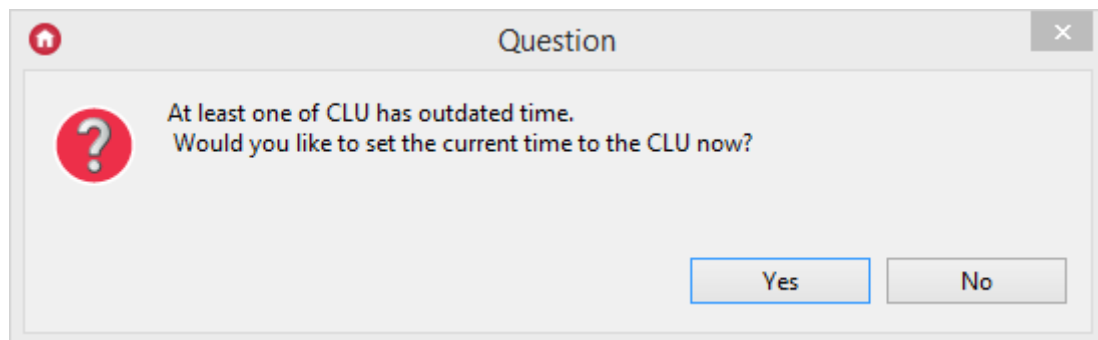 Question
At least one of CLU has outdated time.
Would you like to set the current time to the CLU now?
Yes
No